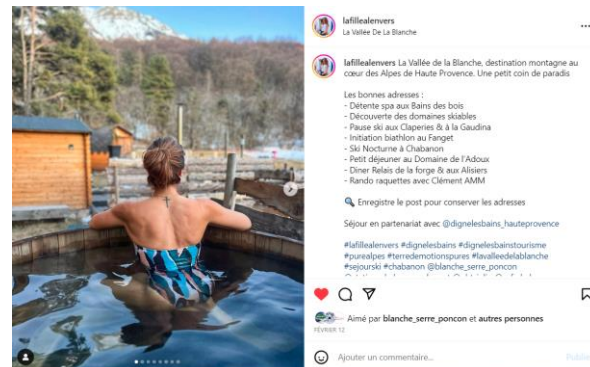 lafillealenvers
La Vallée De La Blanche
lafillealenvers La Vallée de la Blanche, destination montagne au
cœur des Alpes de Haute Provence. Une petit coin de paradis
Les bonnes adresses :
- Détente spa aux Bains des bois
- Découverte des domaines skiables
- Pause ski aux Claperies & à la Gaudina
- Initiation biathlon au Fanget
- Ski Nocturne à Chabanon
- Petit déjeuner au Domaine de l'Adoux
- Diner Relais de la forge & aux Alisiers
- Rando raquettes avec Clément AMM
🔍 Enregistre le post pour conserver les adresses
Séjour en partenariat avec @dignelesbains_hauteprovence
#lafillealenvers #dignelesbains #dignelesbainstourisme
#purealpes #terredemotionspures #lavalleedelablanche
#sejourski #chabanon @blanche_serre_poncon
Aimé par blanche_serre_poncon et autres personnes
FÉVRIER 12
Ajouter un commentaire...
Publier